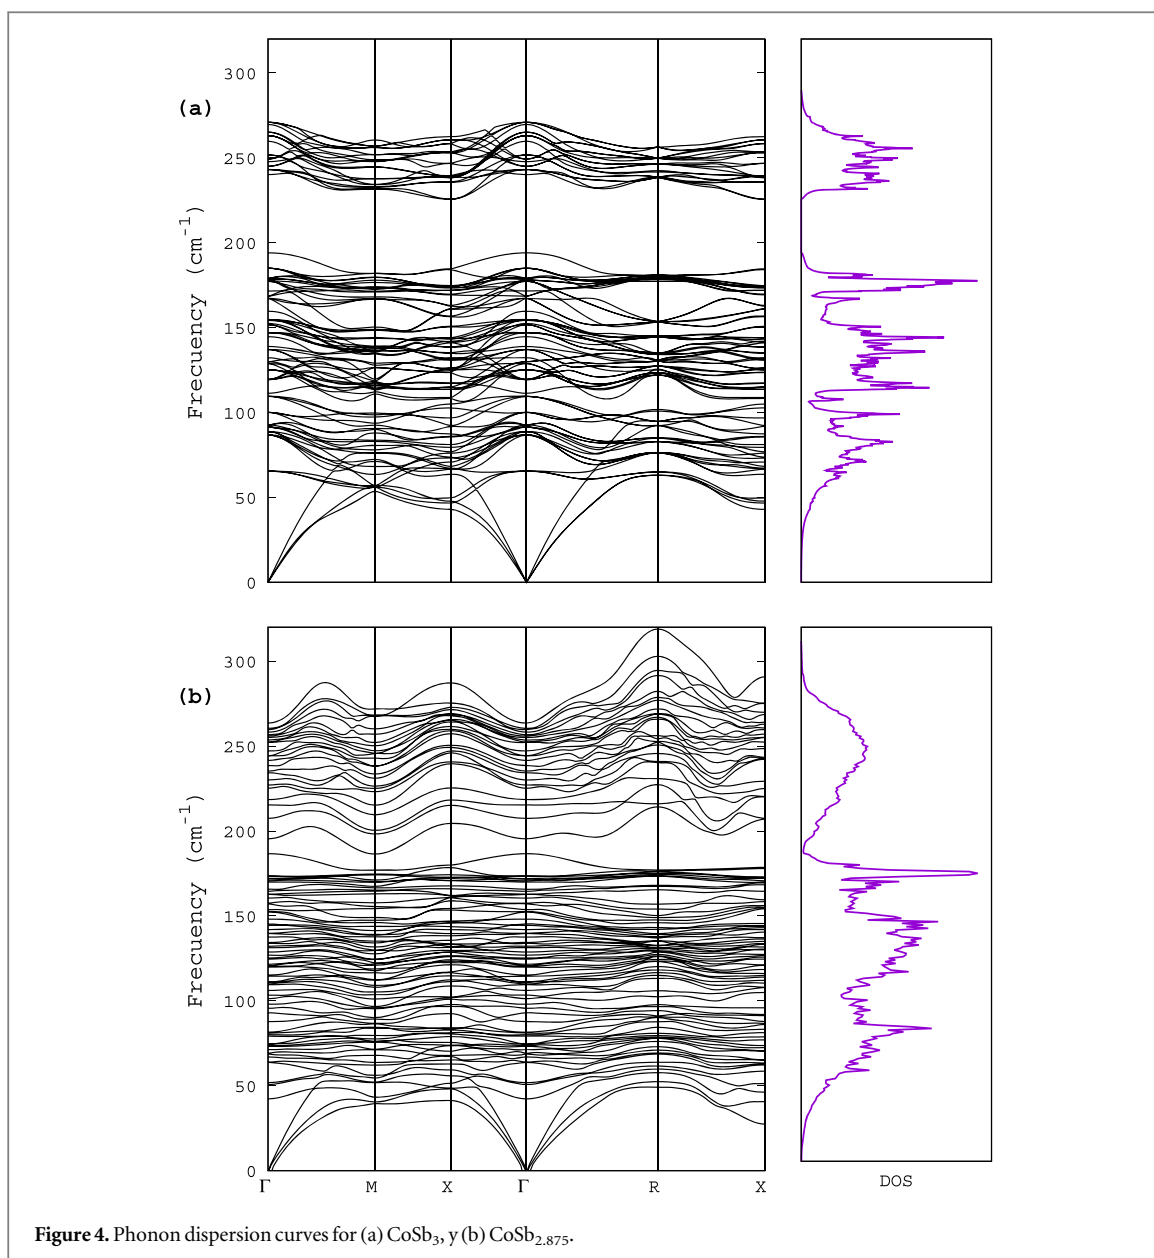 (a)
300
250
200
150
100
50
0
Frecuency (cm⁻¹)
(b)
300
250
200
150
100
50
0
Frecuency (cm⁻¹)
Γ M X Γ R X
DOS
Figure 4. Phonon dispersion curves for (a) CoSb₃, y (b) CoSb₂.₈₇₅.